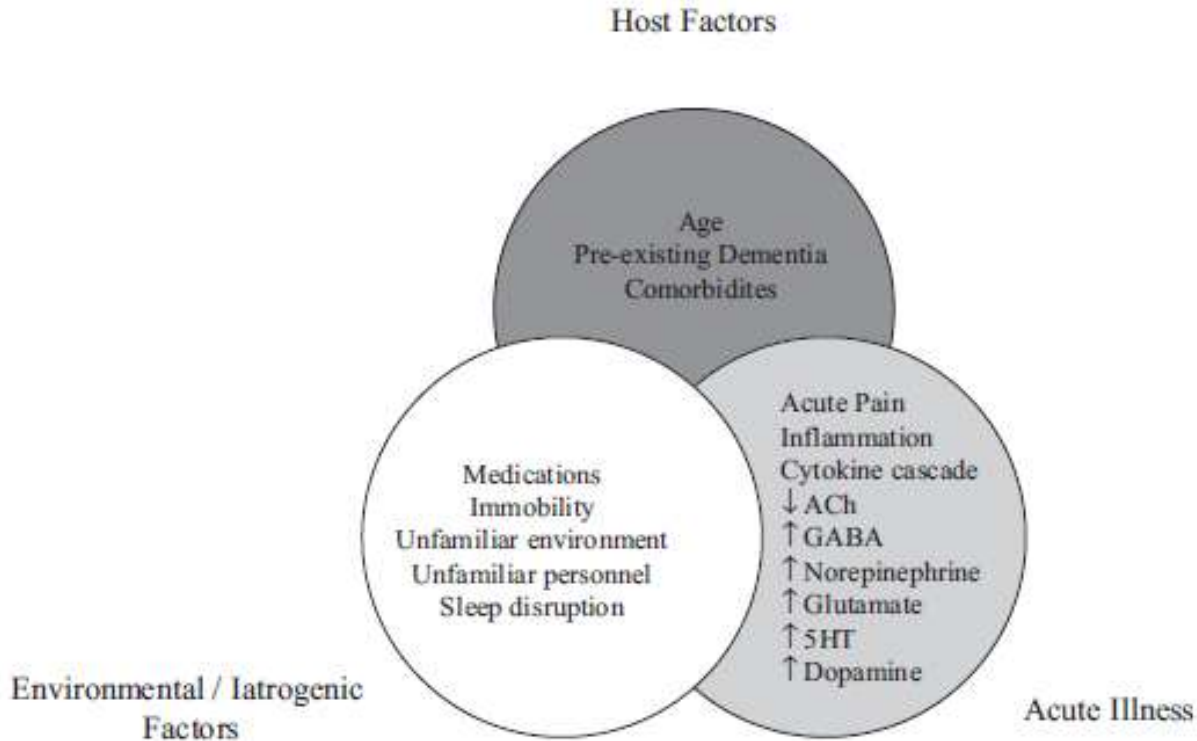 Host Factors
Age
Pre-existing Dementia
Comorbidites
Medications
Immobility
Unfamiliar environment
Unfamiliar personnel
Sleep disruption
Acute Pain
Inflammation
Cytokine cascade
↓ ACh
↑ GABA
↑ Norepinephrine
↑ Glutamate
↑ 5HT
↑ Dopamine
Environmental / Iatrogenic
Factors
Acute Illness